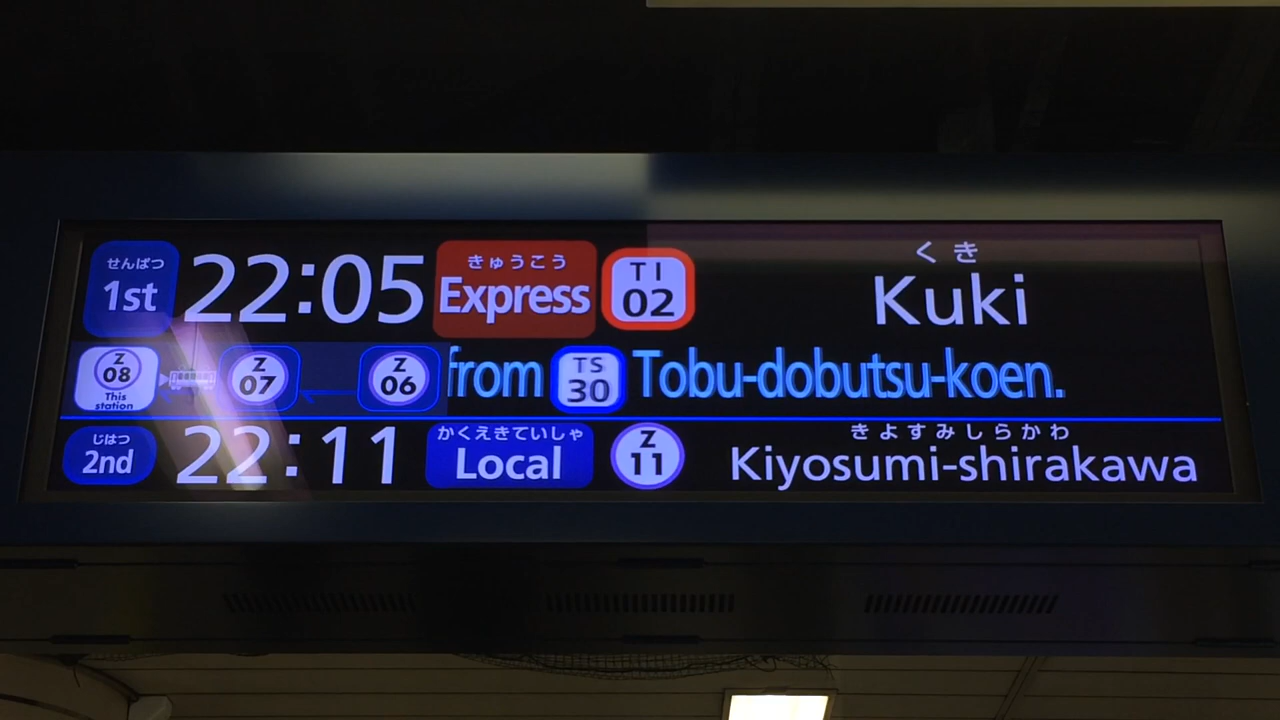 せんぱつ きゅうこう くき
1st 22:05 Express TI 02 Kuki
Z 08 This station Z 07 Z 06 from TS 30 Tobu-dobutsu-koen.
じはつ かくえきていしゃ きよすみしらかわ
2nd 22:11 Local Z 11 Kiyosumi-shirakawa